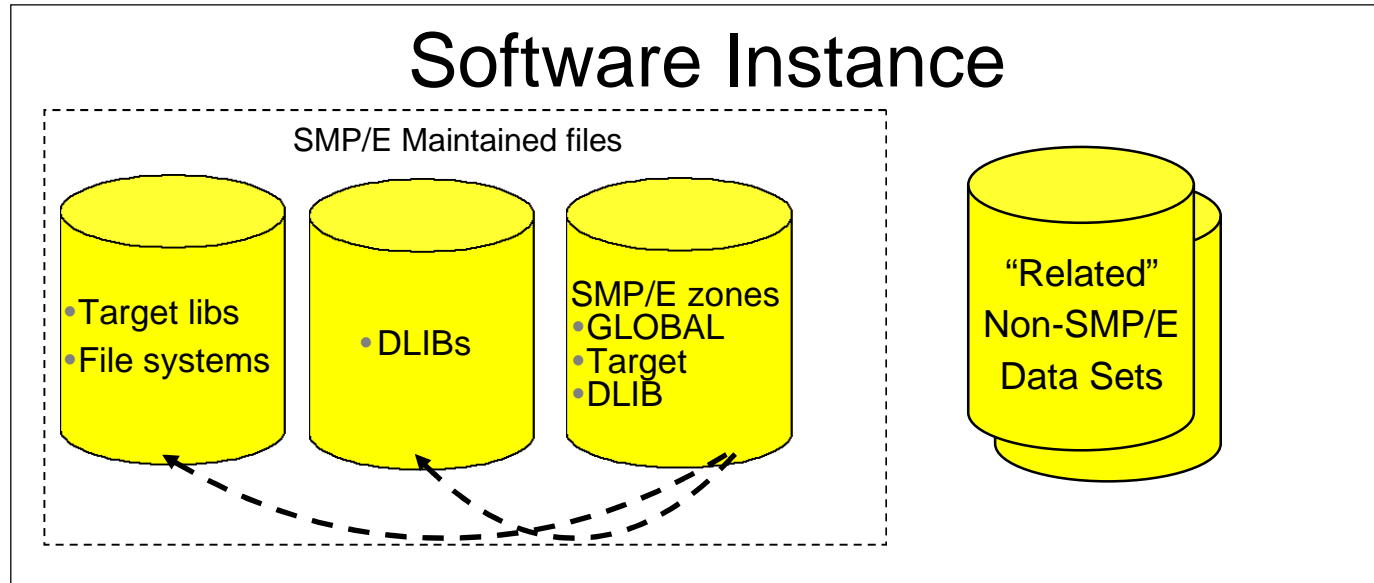 Software Instance
SMP/E Maintained files
•Target libs
•File systems
•DLIBs
SMP/E zones
•GLOBAL
•Target
•DLIB
“Related”
Non-SMP/E
Data Sets